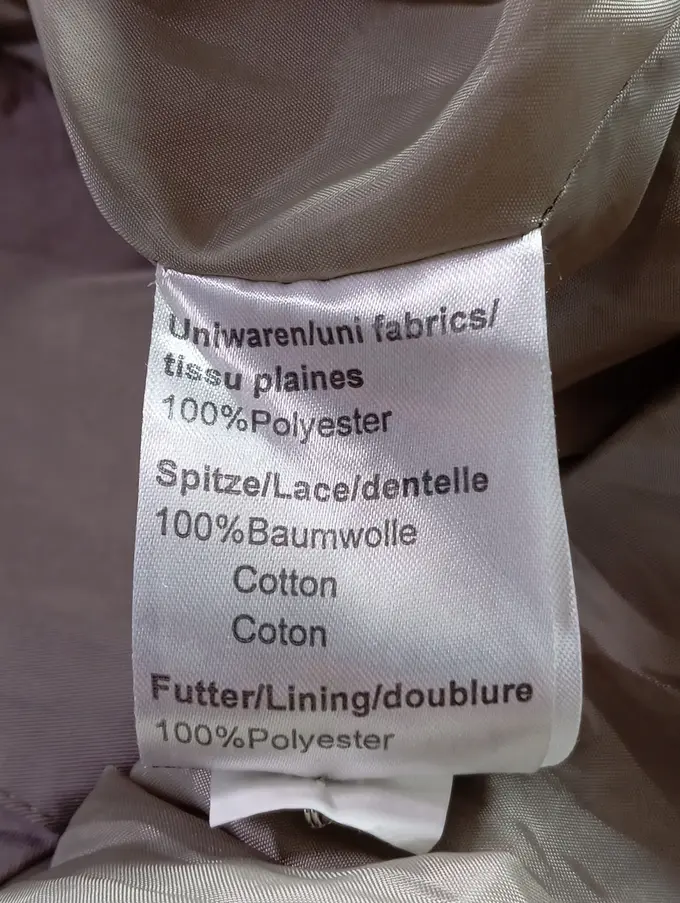 Uniwaren/uni fabrics/
tissu plaines
100%Polyester
Spitze/Lace/dentelle
100%Baumwolle
Cotton
Coton
Futter/Lining/doublure
100%Polyester